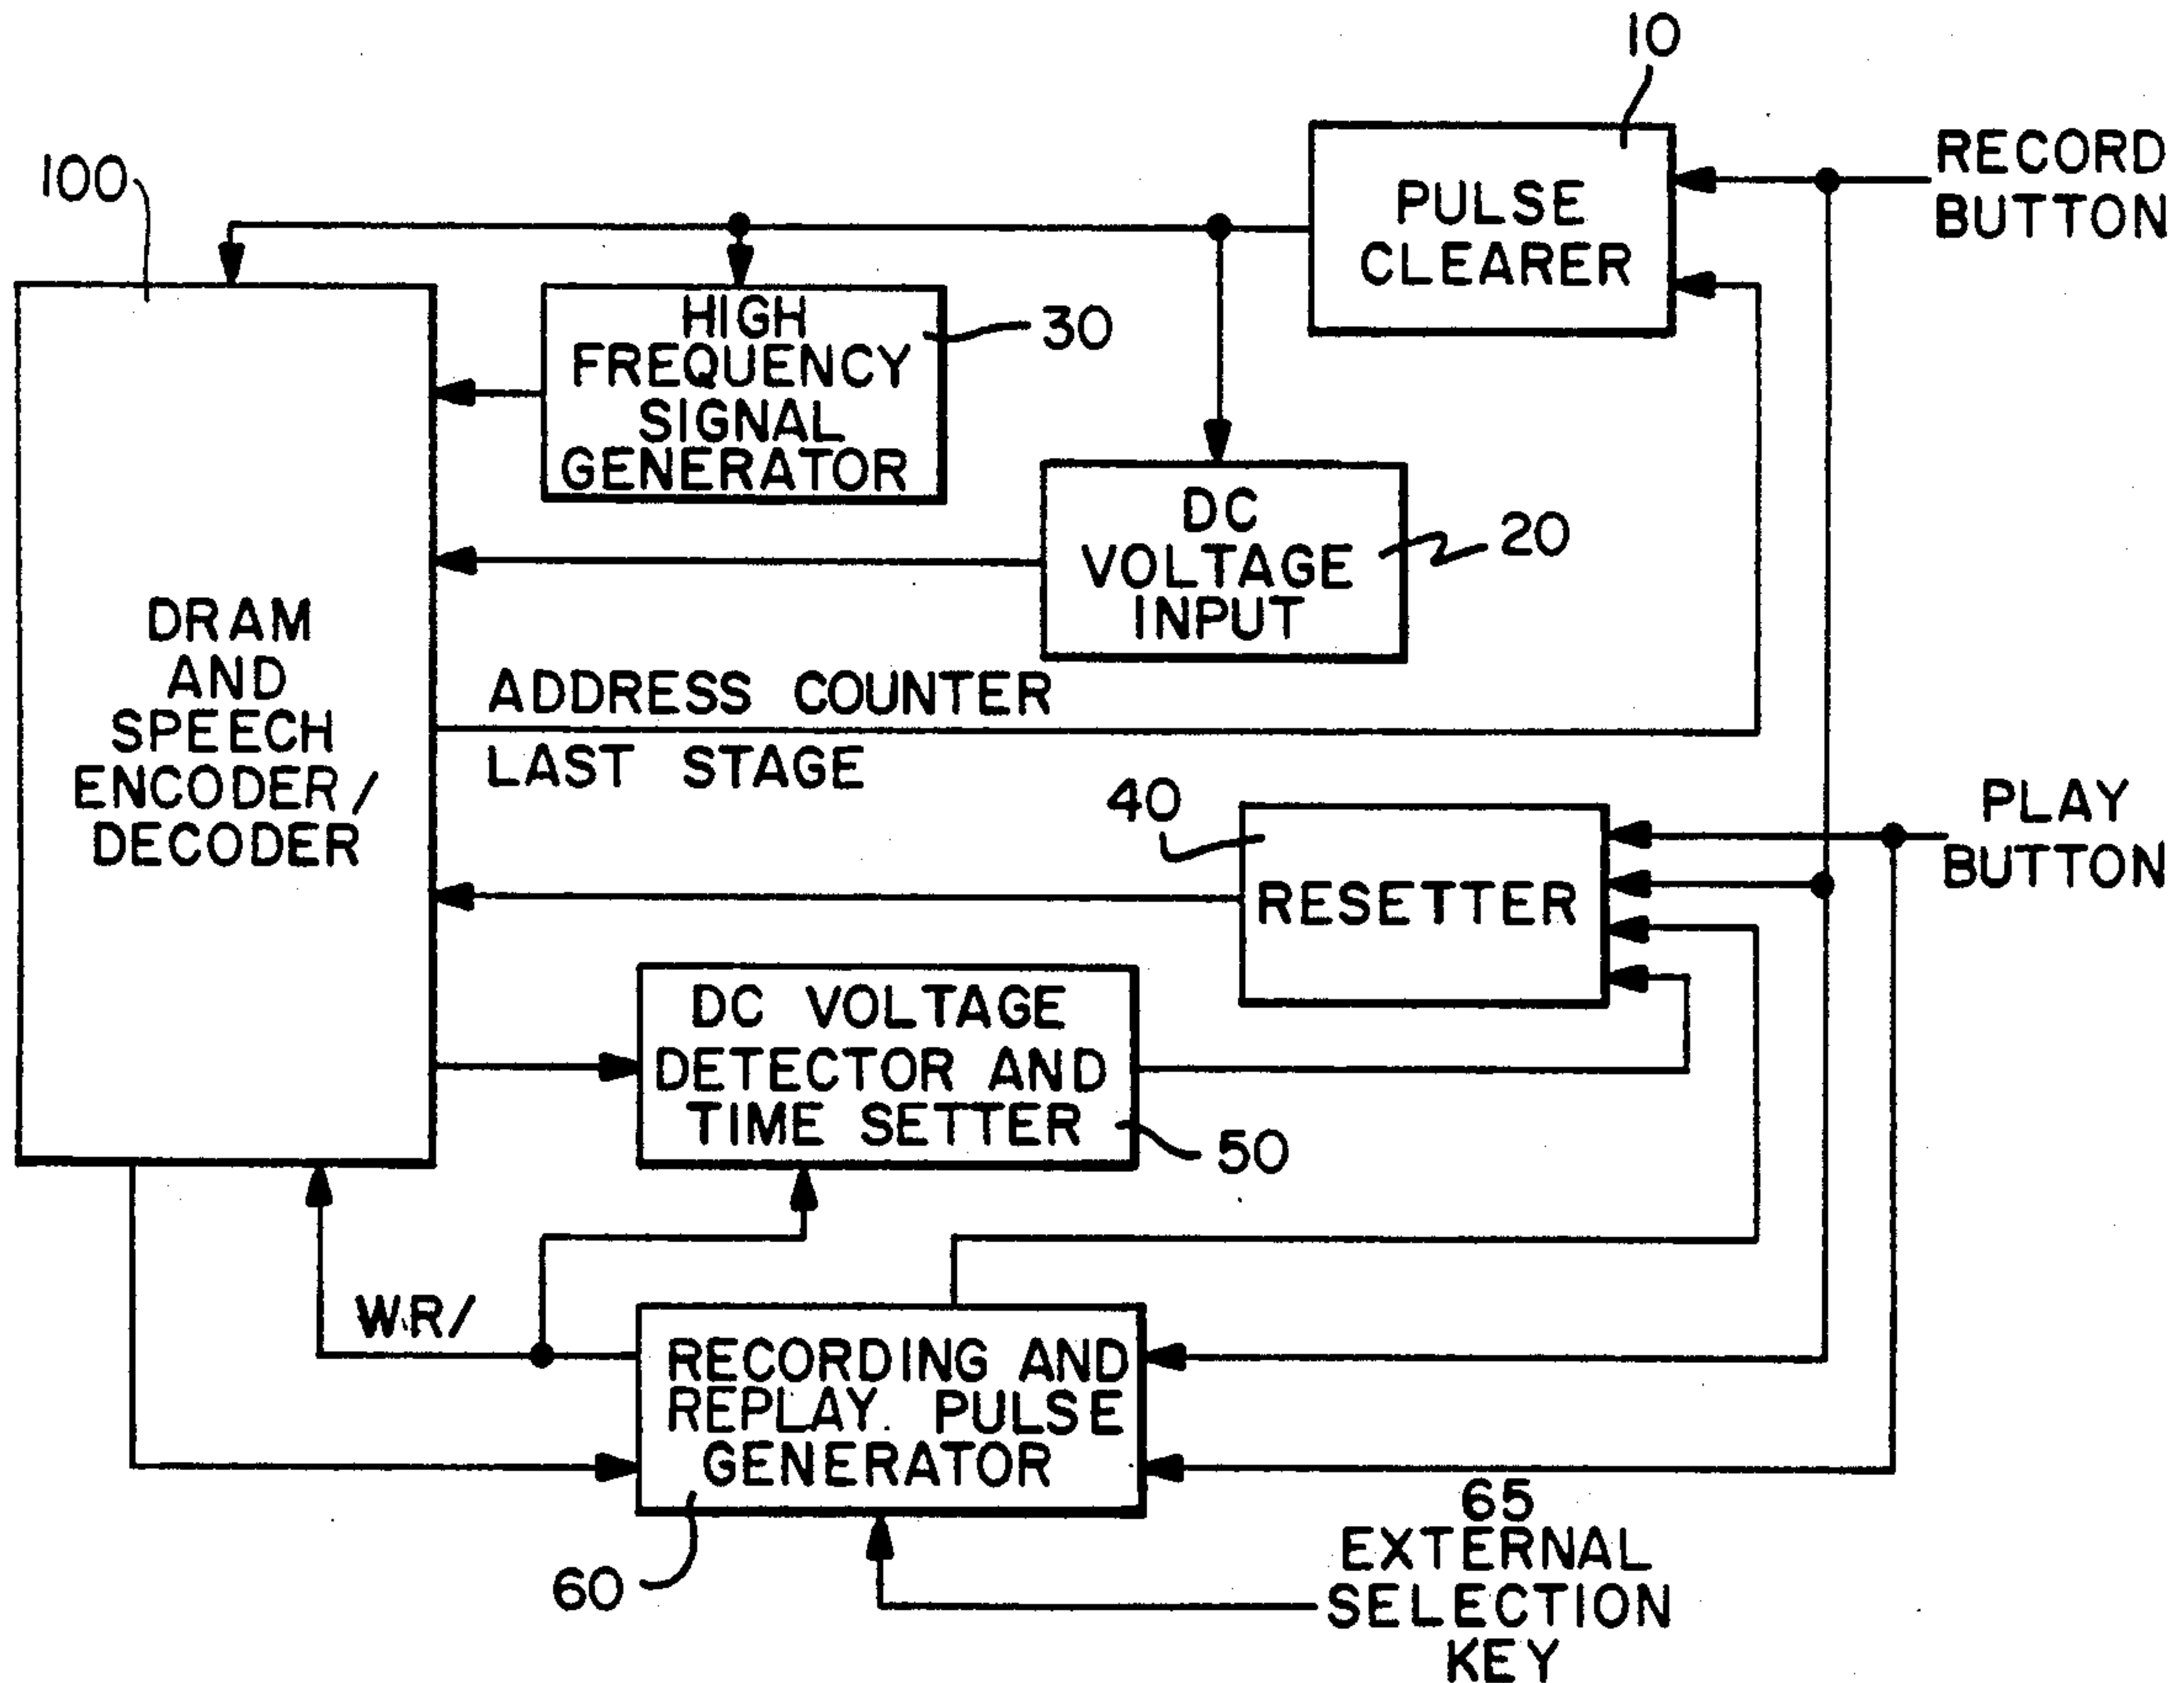 10
RECORD
BUTTON
PULSE
CLEARER
100
HIGH
FREQUENCY
SIGNAL
GENERATOR
30
DC
VOLTAGE
INPUT
20
DRAM
AND
SPEECH
ENCODER/
DECODER
ADDRESS COUNTER
LAST STAGE
40
RESETTER
PLAY
BUTTON
DC VOLTAGE
DETECTOR AND
TIME SETTER
50
WR/
RECORDING AND
REPLAY PULSE
GENERATOR
60
65
EXTERNAL
SELECTION
KEY